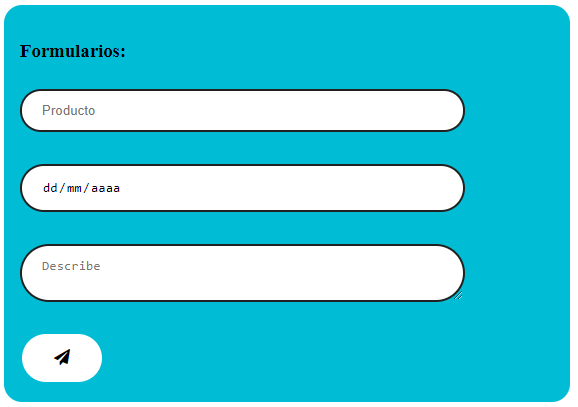 Formularios:
Producto
dd/mm/aaaa
Describe